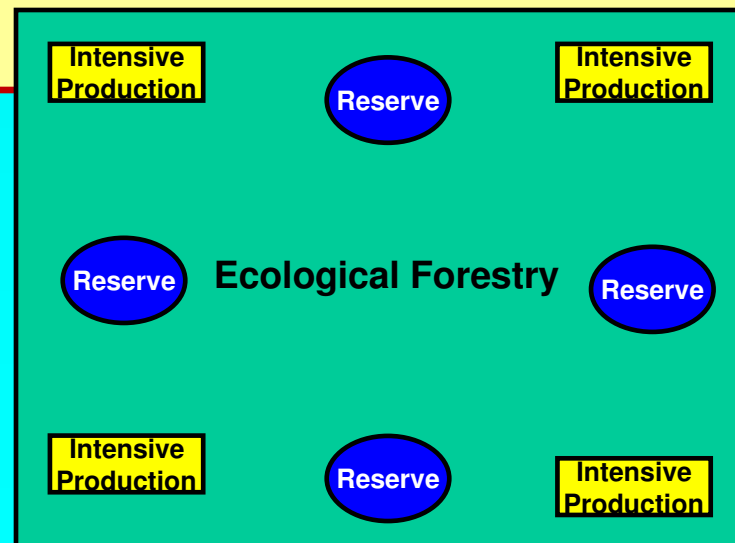 Intensive
Production
Reserve
Intensive
Production
Reserve
Ecological Forestry
Reserve
Intensive
Production
Reserve
Intensive
Production